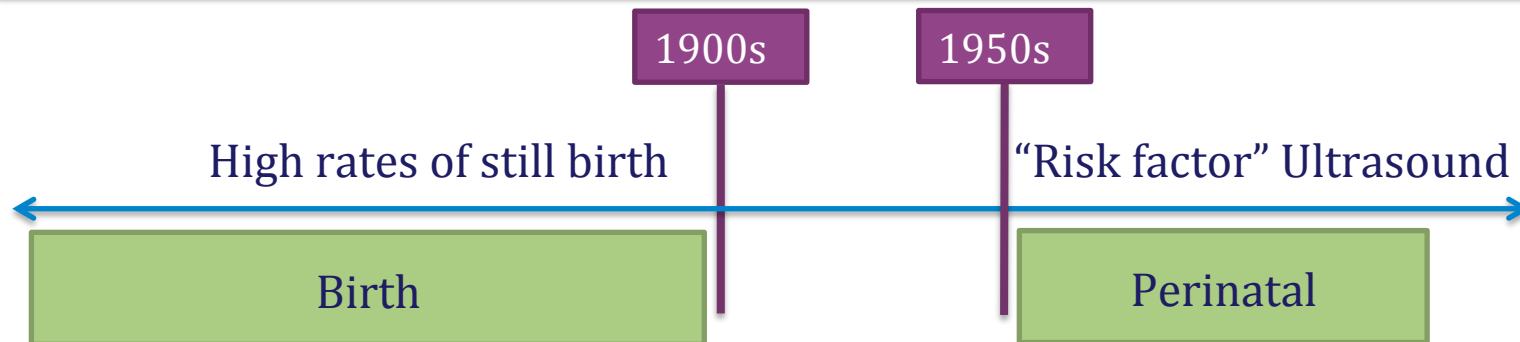 1900s
1950s
High rates of still birth
“Risk factor” Ultrasound
Birth
Perinatal